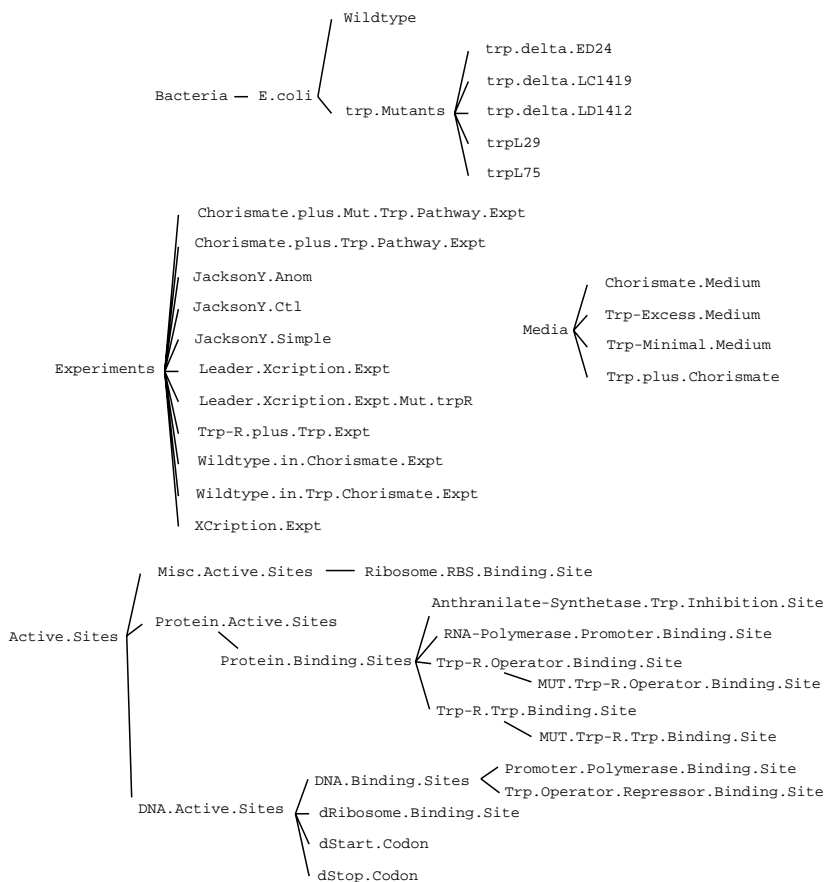 Wildtype
Bacteria
E.coli
trp.Mutants
trp.delta.ED24
trp.delta.LC1419
trp.delta.LD1412
trpL29
trpL75
Experiments
Chorismate.plus.Mut.Trp.Pathway.Expt
Chorismate.plus.Trp.Pathway.Expt
JacksonY.Anom
JacksonY.Ctl
JacksonY.Simple
Leader.Xcription.Expt
Leader.Xcription.Expt.Mut.trpR
Trp-R.plus.Trp.Expt
Wildtype.in.Chorismate.Expt
Wildtype.in.Trp.Chorismate.Expt
XCription.Expt
Media
Chorismate.Medium
Trp-Excess.Medium
Trp-Minimal.Medium
Trp.plus.Chorismate
Active.Sites
Misc.Active.Sites
Ribosome.RBS.Binding.Site
Protein.Active.Sites
Protein.Binding.Sites
Anthranilate-Synthetase.Trp.Inhibition.Site
RNA-Polymerase.Promoter.Binding.Site
Trp-R.Operator.Binding.Site
MUT.Trp-R.Operator.Binding.Site
Trp-R.Trp.Binding.Site
MUT.Trp-R.Trp.Binding.Site
DNA.Active.Sites
DNA.Binding.Sites
Promoter.Polymerase.Binding.Site
Trp.Operator.Repressor.Binding.Site
dRibosome.Binding.Site
dStart.Codon
dStop.Codon